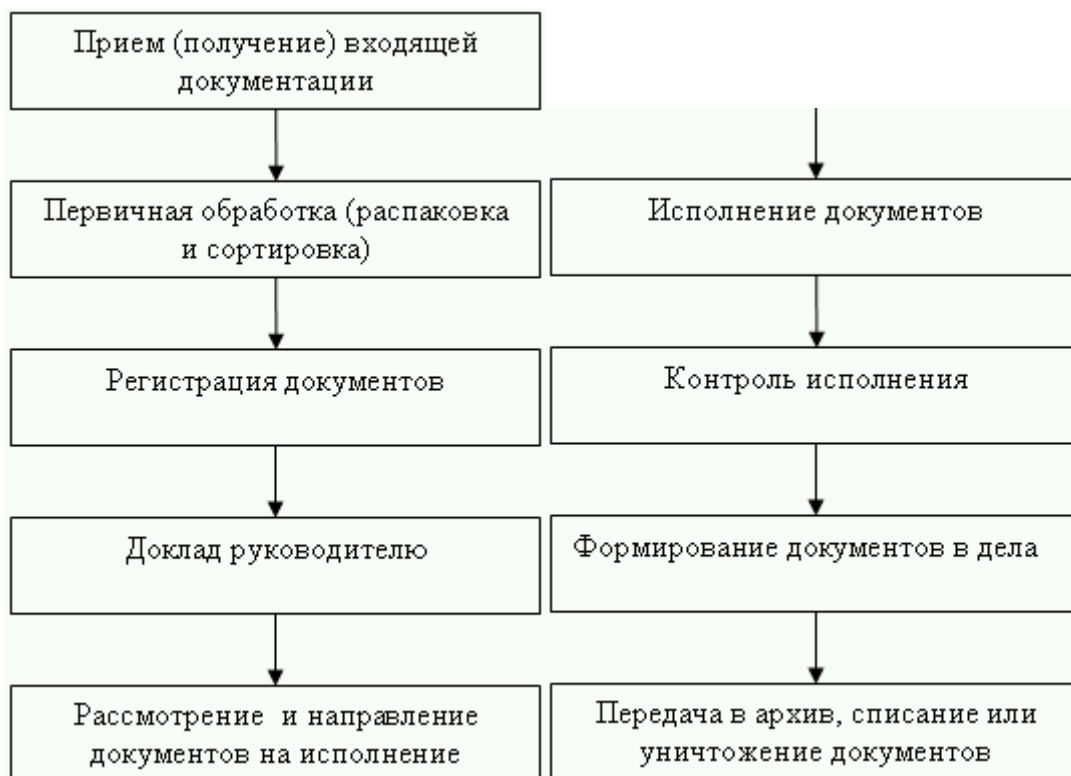 Прием (получение) входящей
документации
Первичная обработка (распаковка
и сортировка)
Регистрация документов
Доклад руководителю
Рассмотрение и направление
документов на исполнение
Исполнение документов
Контроль исполнения
Формирование документов в дела
Передача в архив, списание или
уничтожение документов